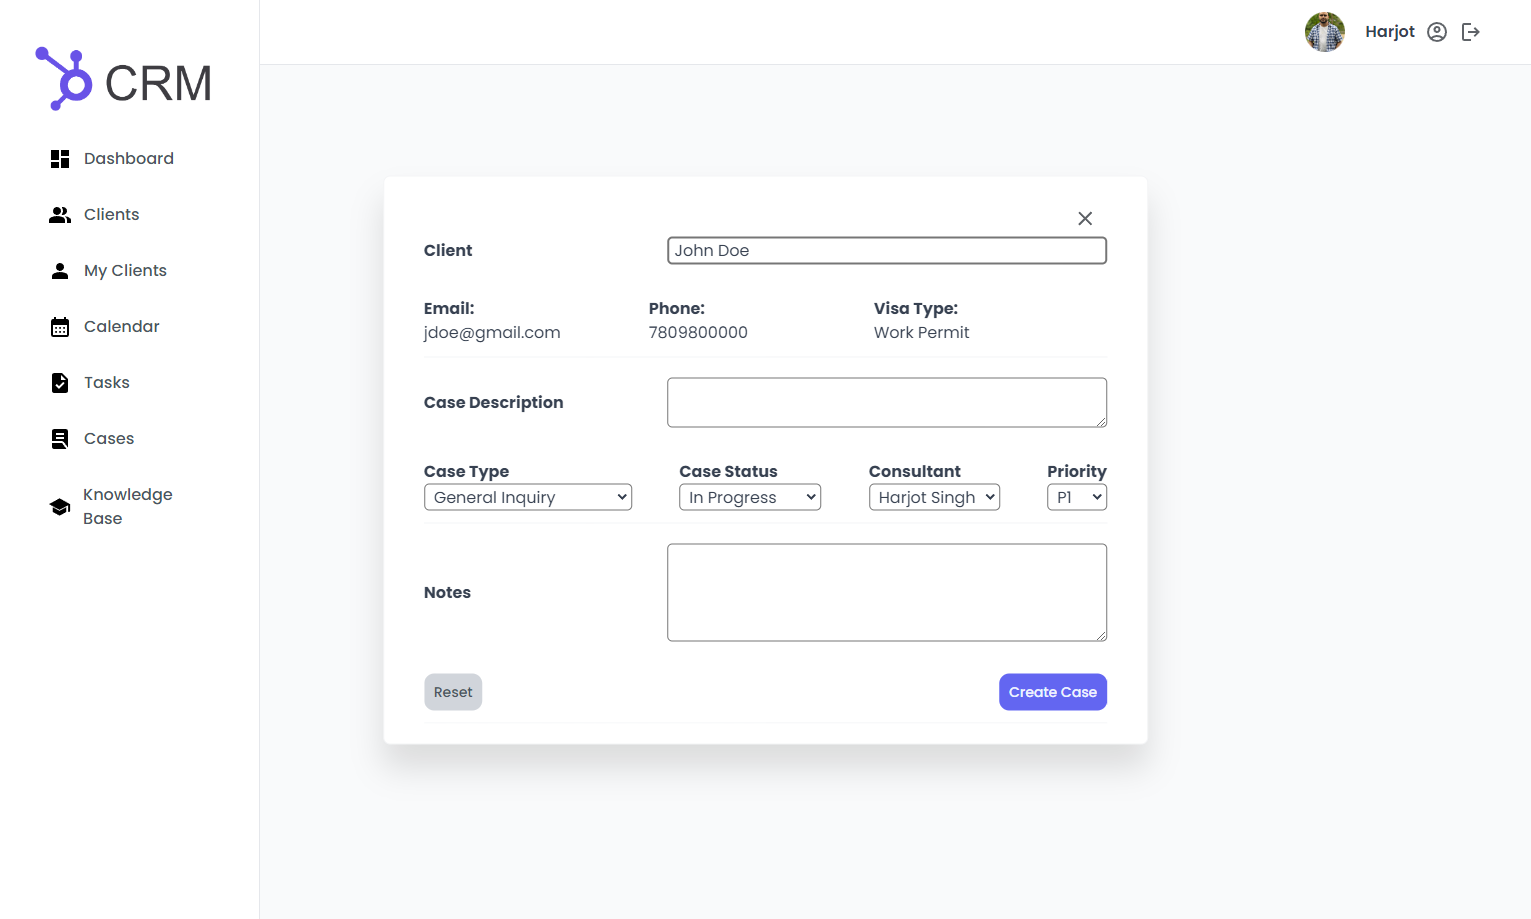 CRM
Harjot
Dashboard
Clients
My Clients
Calendar
Tasks
Cases
Knowledge
Base
Client
John Doe
Email: Phone: Visa Type:
jdoe@gmail.com 7809800000 Work Permit
Case Description
Case Type Case Status Consultant Priority
General Inquiry In Progress Harjot Singh P1
Notes
Reset Create Case